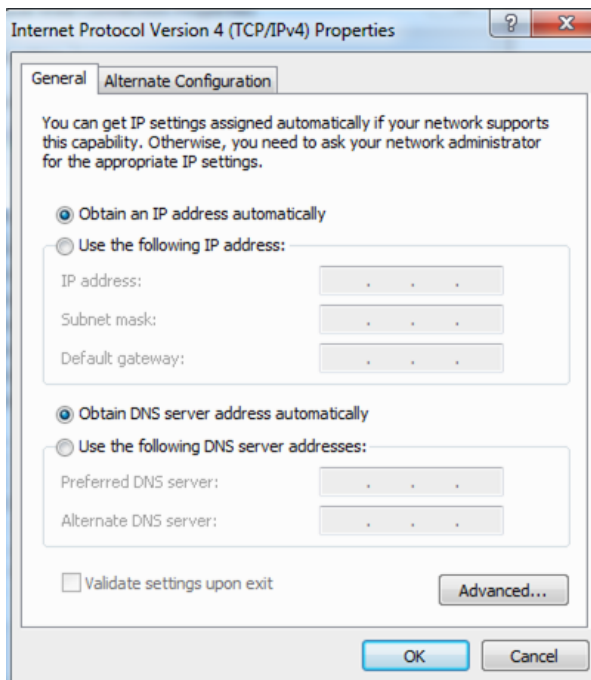 Internet Protocol Version 4 (TCP/IPv4) Properties
General
Alternate Configuration
You can get IP settings assigned automatically if your network supports
this capability. Otherwise, you need to ask your network administrator
for the appropriate IP settings.
Obtain an IP address automatically
Use the following IP address:
IP address:
Subnet mask:
Default gateway:
Obtain DNS server address automatically
Use the following DNS server addresses:
Preferred DNS server:
Alternate DNS server:
Validate settings upon exit
Advanced...
OK
Cancel